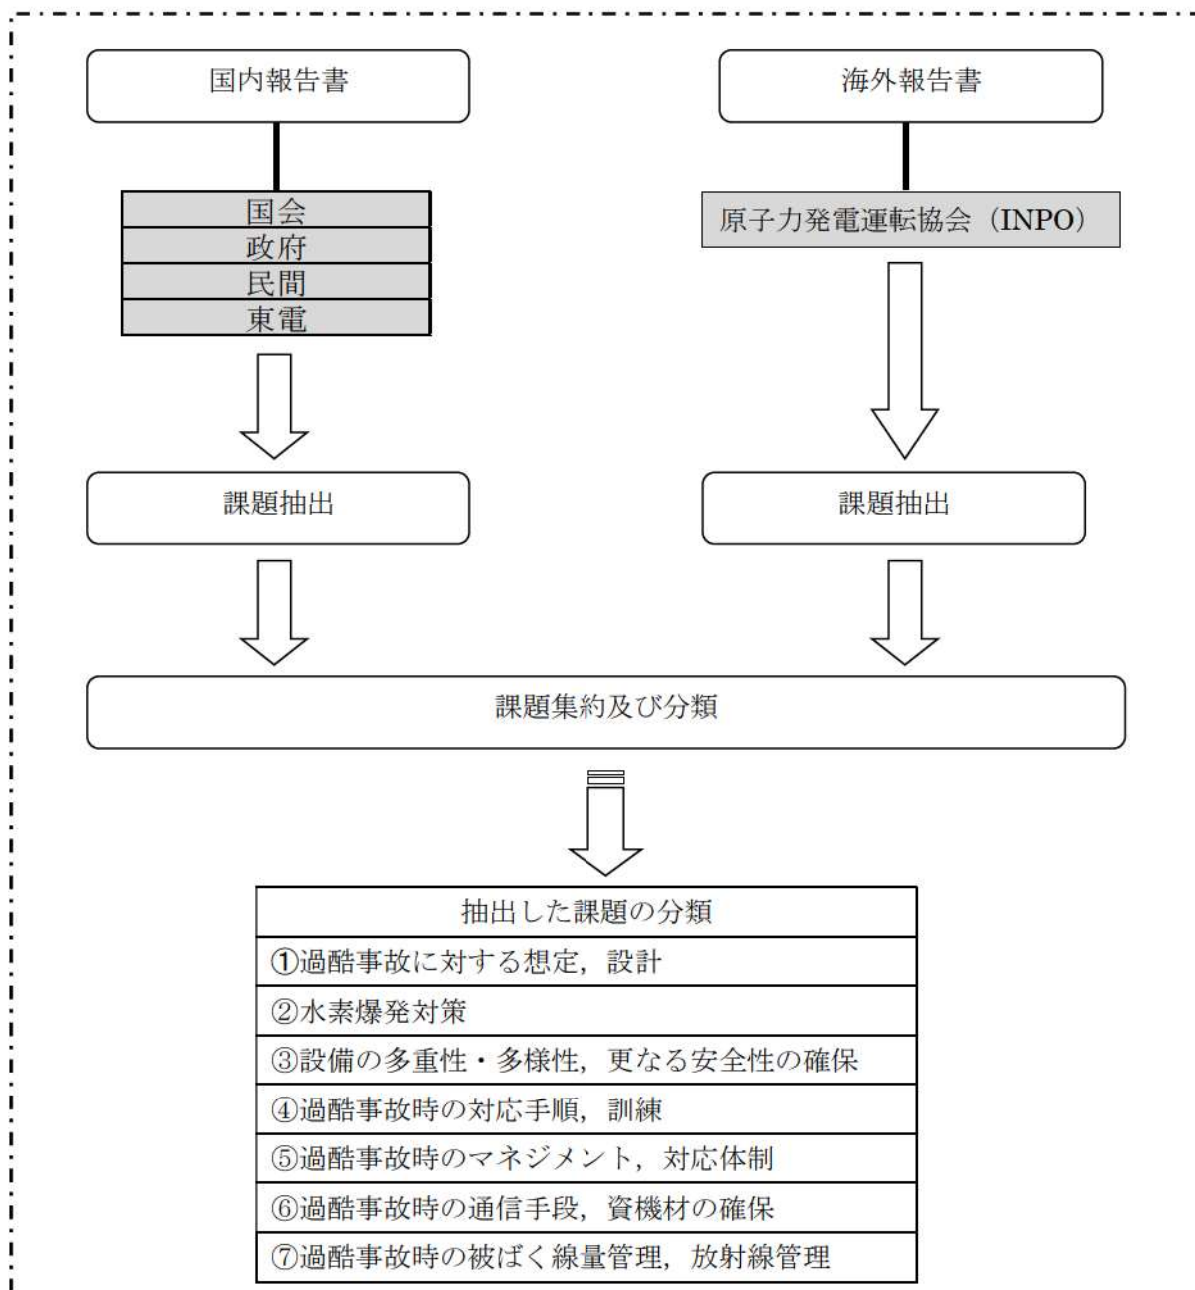 国内報告書
海外報告書
国会
政府
民間
東電
原子力発電運転協会（INPO）
課題抽出
課題抽出
課題集約及び分類
抽出した課題の分類
①過酷事故に対する想定，設計
②水素爆発対策
③設備の多重性・多様性，更なる安全性の確保
④過酷事故時の対応手順，訓練
⑤過酷事故時のマネジメント，対応体制
⑥過酷事故時の通信手段，資機材の確保
⑦過酷事故時の被ばく線量管理，放射線管理